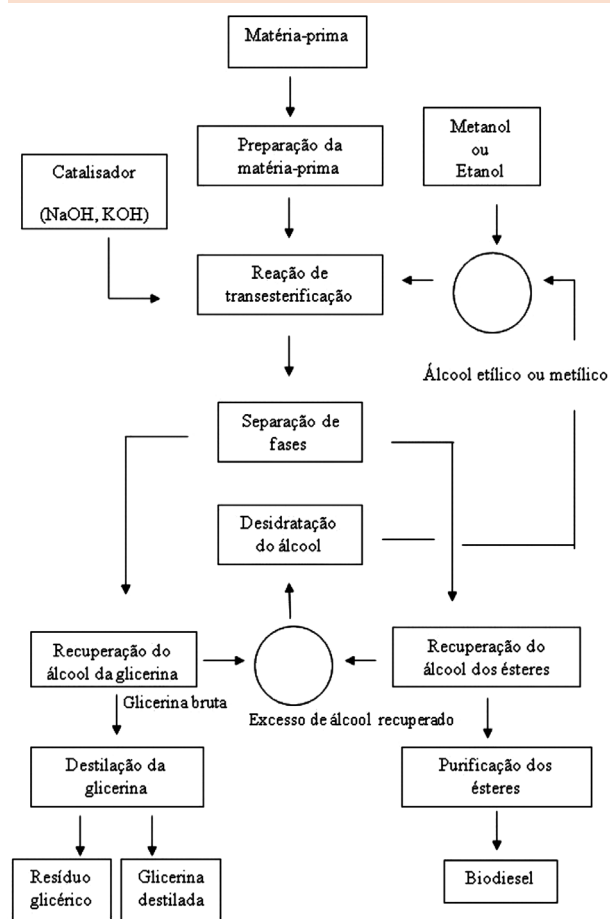 Matéria-prima
Preparação da
matéria-prima
Metanol
ou
Etanol
Catalisador
(NaOH, KOH)
Reação de
transesterificação
Álcool etílico ou metílico
Separação de
fases
Desidratação
do álcool
Recuperação do
álcool da glicerina
Recuperação do
álcool dos ésteres
Glicerina bruta
Excesso de álcool recuperado
Destilação da
glicerina
Purificação dos
ésteres
Resíduo
glicérico
Glicerina
destilada
Biodiesel